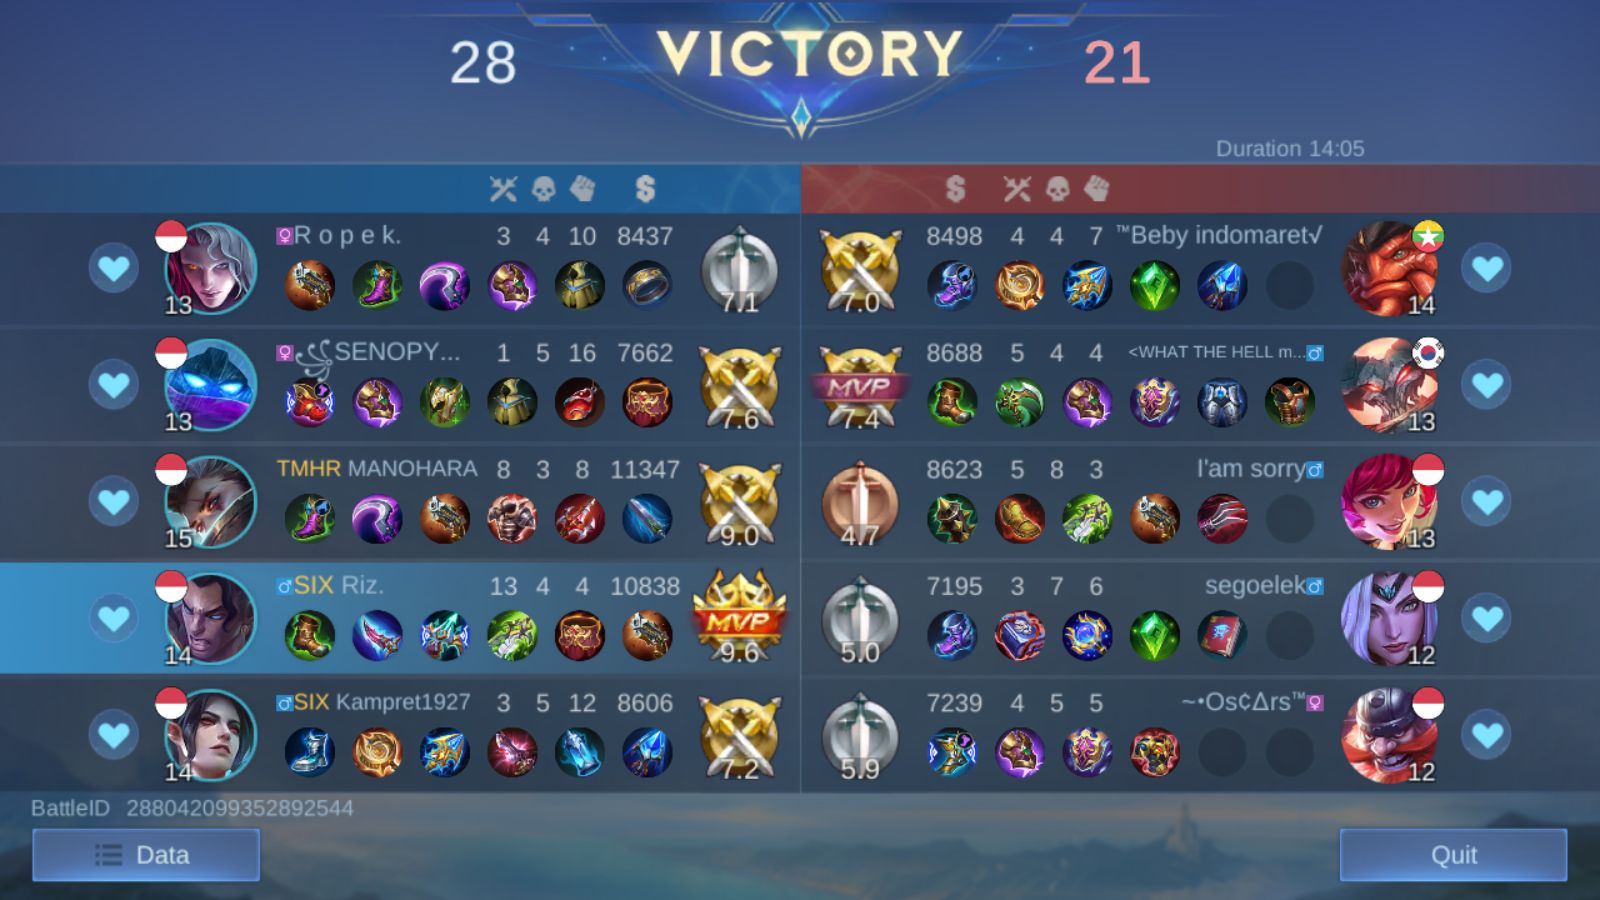 28 VICTORY 21
Duration 14:05
R o p e k. 3 4 10 8437
13 7.1
SENOPY... 1 5 16 7662
13 7.6
TMHR MANOHARA 8 3 8 11347
15 9.0
SIX Riz. 13 4 4 10838
MVP
14 9.6
SIX Kampret1927 3 5 12 8606
14 7.2
8498 4 4 7 ™Beby indomaret√
7.0 14
8688 5 4 4 <WHAT THE HELL m...
MVP
7.4 13
8623 5 8 3 I'am sorry
4.7 13
7195 3 7 6 segoelek
5.0 12
7239 4 5 5 ~•Os¢∆rs™
5.9 12
BattleID 288042099352892544
Data
Quit